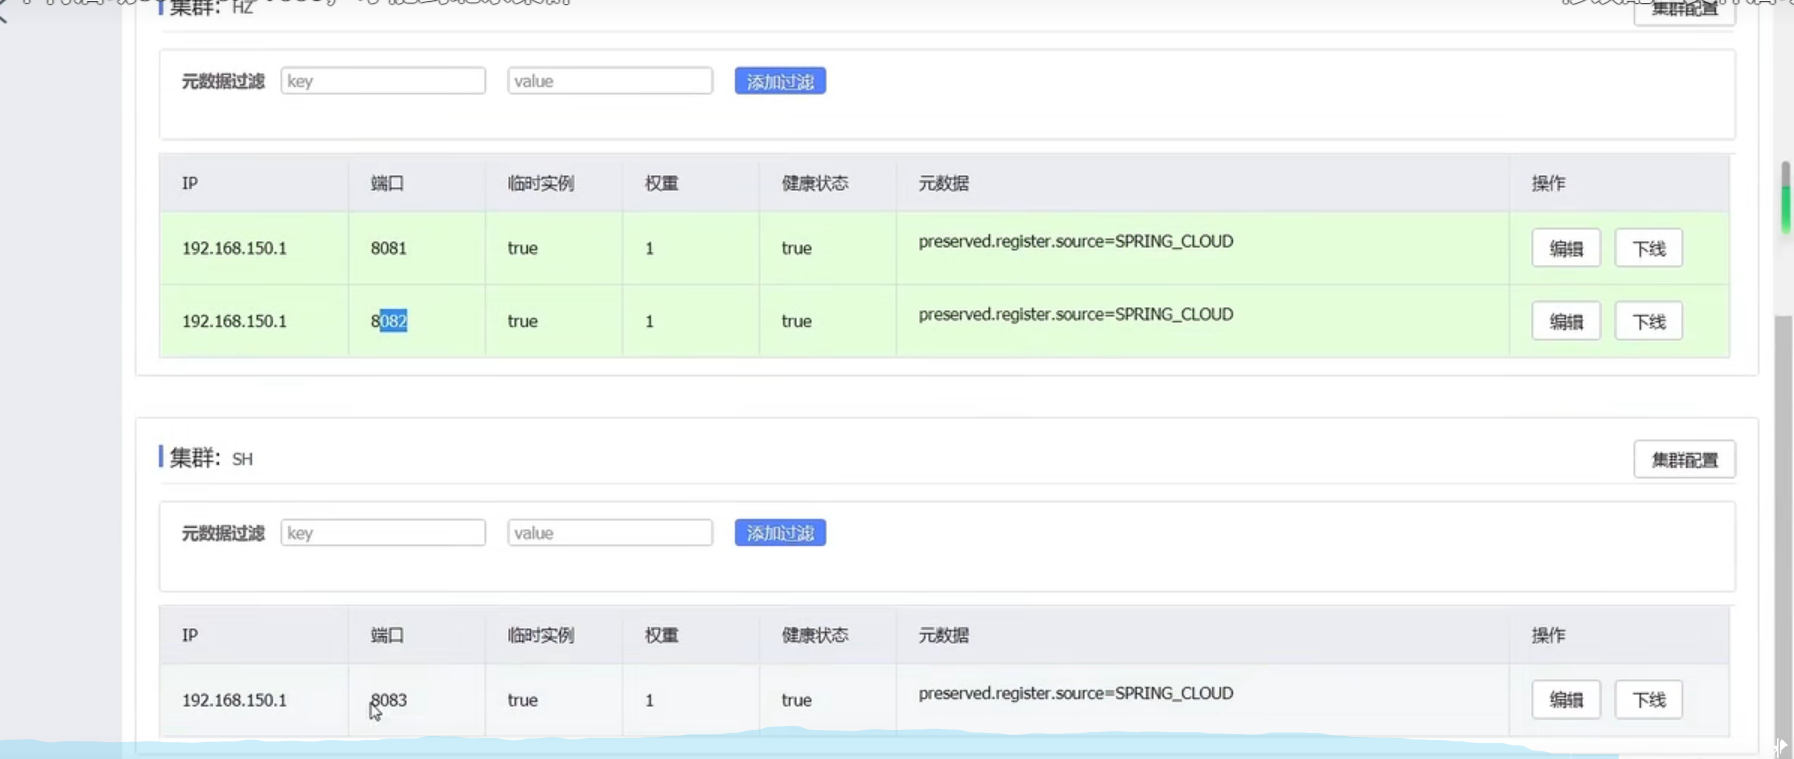 集群: HZ
集群配置
元数据过滤 key value 添加过滤
IP 端口 临时实例 权重 健康状态 元数据 操作
192.168.150.1 8081 true 1 true preserved.register.source=SPRING_CLOUD 编辑 下线
192.168.150.1 8082 true 1 true preserved.register.source=SPRING_CLOUD 编辑 下线
集群: SH
集群配置
元数据过滤 key value 添加过滤
IP 端口 临时实例 权重 健康状态 元数据 操作
192.168.150.1 8083 true 1 true preserved.register.source=SPRING_CLOUD 编辑 下线